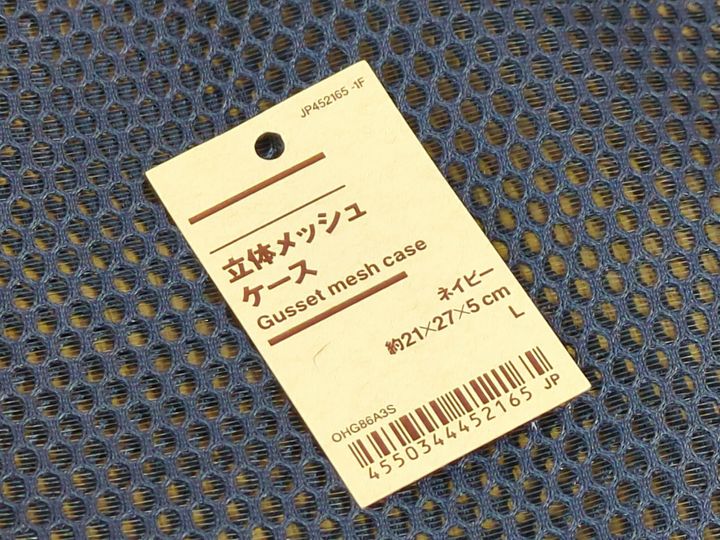 JP452165 -1F
立体メッシュ
ケース
Gusset mesh case
ネイビー
約21×27×5 cm
L
OHG86A3S
JP
4550344452165